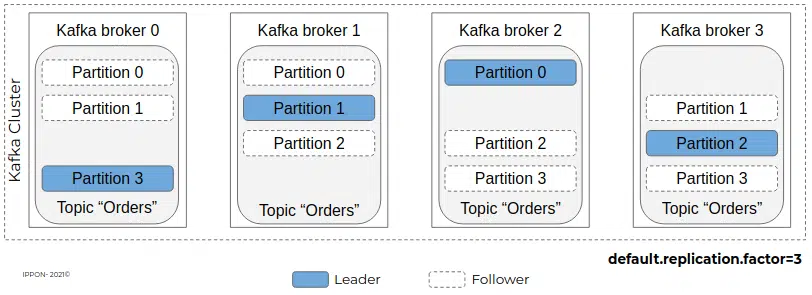 Kafka Cluster
Kafka broker 0
Partition 0
Partition 1
Partition 3
Topic “Orders”
Kafka broker 1
Partition 0
Partition 1
Partition 2
Topic “Orders”
Kafka broker 2
Partition 0
Partition 2
Partition 3
Topic “Orders”
Kafka broker 3
Partition 1
Partition 2
Partition 3
Topic “Orders”
default.replication.factor=3
IPPON- 2021©
Leader
Follower